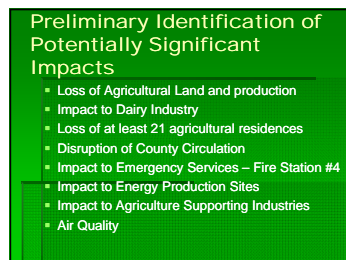 Preliminary Identification of
Potentially Significant
Impacts
Loss of Agricultural Land and production
Impact to Dairy Industry
Loss of at least 21 agricultural residences
Disruption of County Circulation
Impact to Emergency Services – Fire Station #4
Impact to Energy Production Sites
Impact to Agriculture Supporting Industries
Air Quality